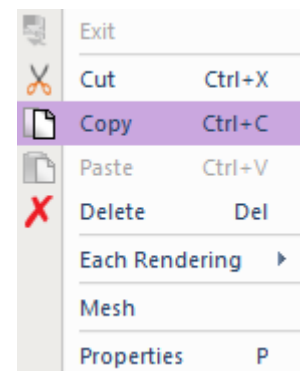 Exit
Cut Ctrl+X
Copy Ctrl+C
Paste Ctrl+V
Delete Del
Each Rendering
Mesh
Properties P